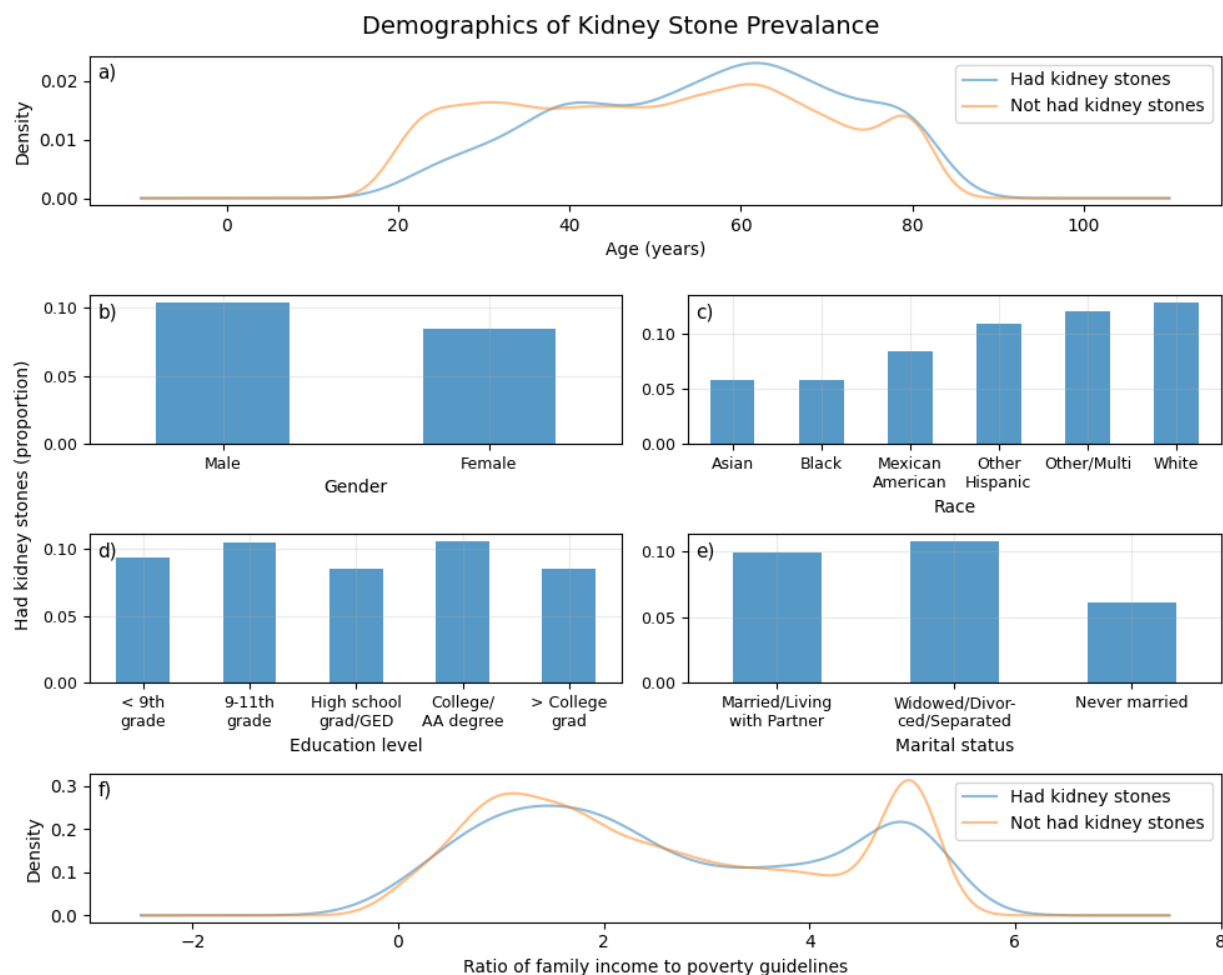 Demographics of Kidney Stone Prevalance
a)
Had kidney stones
Not had kidney stones
Density
0.02
0.01
0.00
0
20
40
60
80
100
Age (years)
Had kidney stones (proportion)
b)
0.10
0.05
0.00
Male
Female
Gender
c)
0.10
0.05
0.00
Asian
Black
Mexican
American
Other
Hispanic
Other/Multi
White
Race
d)
0.10
0.05
0.00
< 9th
grade
9-11th
grade
High school
grad/GED
College/
AA degree
> College
grad
Education level
e)
0.10
0.05
0.00
Married/Living
with Partner
Widowed/Divor-
ced/Separated
Never married
Marital status
f)
Had kidney stones
Not had kidney stones
Density
0.3
0.2
0.1
0.0
−2
0
2
4
6
8
Ratio of family income to poverty guidelines